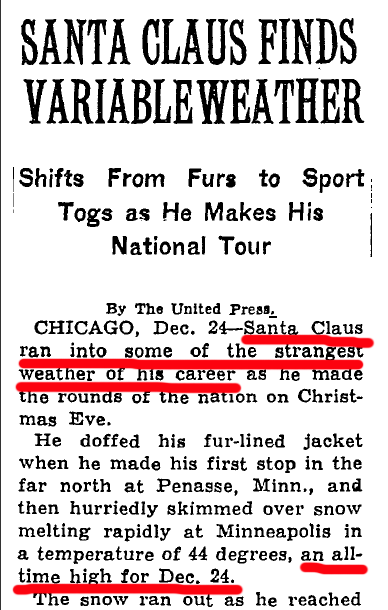 SANTA CLAUS FINDS
VARIABLE WEATHER
Shifts From Furs to Sport
Togs as He Makes His
National Tour
By The United Press.
CHICAGO, Dec. 24—Santa Claus
ran into some of the strangest
weather of his career as he made
the rounds of the nation on Christ-
mas Eve.
He doffed his fur-lined jacket
when he made his first stop in the
far north at Penasse, Minn., and
then hurriedly skimmed over snow
melting rapidly at Minneapolis in
a temperature of 44 degrees, an all-
time high for Dec. 24.
The snow ran out as he reached